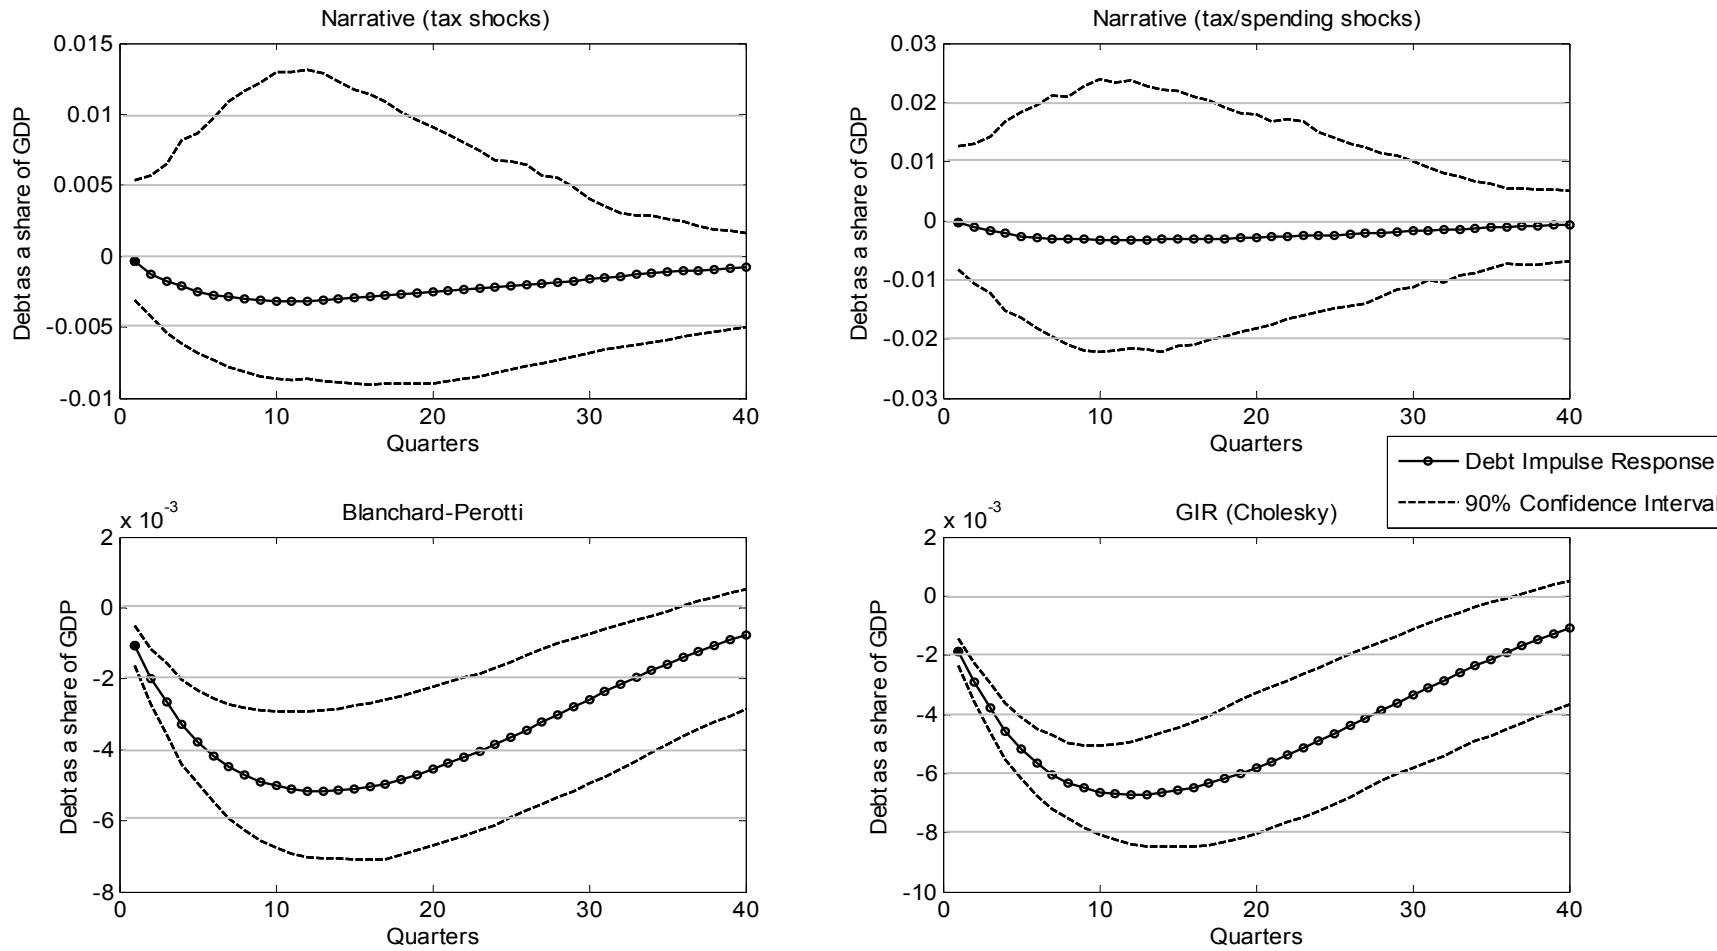 Narrative (tax shocks)
0.015
0.01
0.005
0
-0.005
-0.01
0
10
20
30
40
Debt as a share of GDP
Quarters
Narrative (tax/spending shocks)
0.03
0.02
0.01
0
-0.01
-0.02
-0.03
0
10
20
30
40
Debt as a share of GDP
Quarters
Debt Impulse Response
90% Confidence Interval
Blanchard-Perotti
x 10-3
2
0
-2
-4
-6
-8
0
10
20
30
40
Debt as a share of GDP
Quarters
GIR (Cholesky)
x 10-3
2
0
-2
-4
-6
-8
-10
0
10
20
30
40
Debt as a share of GDP
Quarters